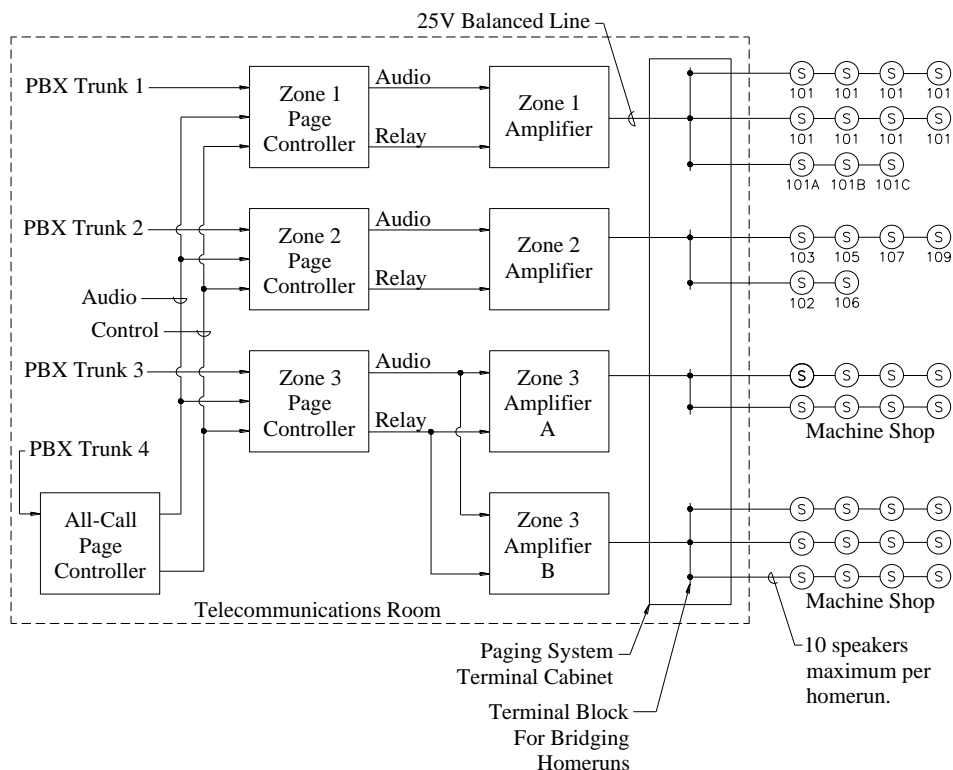 25V Balanced Line
PBX Trunk 1
Zone 1
Page
Controller
Audio
Relay
Zone 1
Amplifier
S S S S
101 101 101 101
S S S S
101 101 101 101
S S S
101A 101B 101C
PBX Trunk 2
Zone 2
Page
Controller
Audio
Relay
Zone 2
Amplifier
S S S S
103 105 107 109
S S
102 106
Audio
Control
PBX Trunk 3
Zone 3
Page
Controller
Audio
Relay
Zone 3
Amplifier
A
S S S S
S S S S
Machine Shop
PBX Trunk 4
All-Call
Page
Controller
Zone 3
Amplifier
B
S S S S
S S S S
S S S S
Machine Shop
Telecommunications Room
Paging System
Terminal Cabinet
Terminal Block
For Bridging
Homeruns
10 speakers
maximum per
homerun.